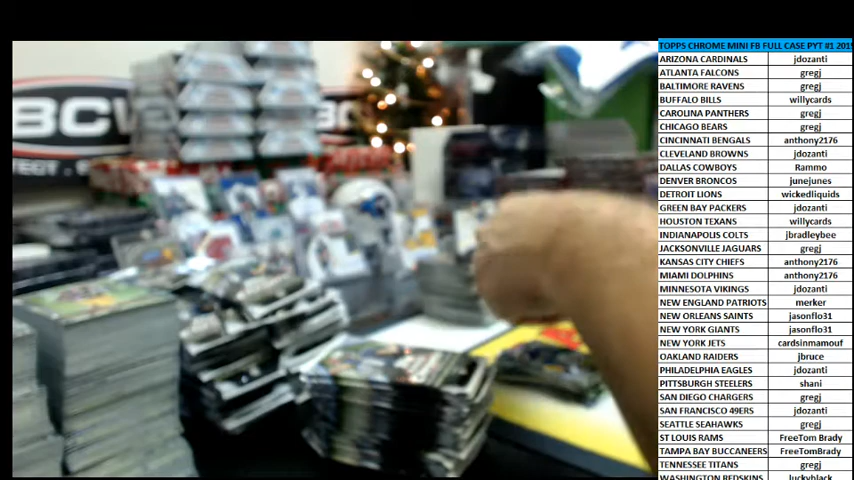 BCW
TECT
TOPPS CHROME MINI FB FULL CASE PYT #1 201
ARIZONA CARDINALS jdozanti
ATLANTA FALCONS gregj
BALTIMORE RAVENS gregj
BUFFALO BILLS willycards
CAROLINA PANTHERS gregj
CHICAGO BEARS gregj
CINCINNATI BENGALS anthony2176
CLEVELAND BROWNS jdozanti
DALLAS COWBOYS Rammo
DENVER BRONCOS junejunes
DETROIT LIONS wickedliquids
GREEN BAY PACKERS jdozanti
HOUSTON TEXANS willycards
INDIANAPOLIS COLTS jbradleybee
JACKSONVILLE JAGUARS gregj
KANSAS CITY CHIEFS anthony2176
MIAMI DOLPHINS anthony2176
MINNESOTA VIKINGS jdozanti
NEW ENGLAND PATRIOTS merker
NEW ORLEANS SAINTS jasonflo31
NEW YORK GIANTS jasonflo31
NEW YORK JETS cardsinmamouf
OAKLAND RAIDERS jbruce
PHILADELPHIA EAGLES jdozanti
PITTSBURGH STEELERS shani
SAN DIEGO CHARGERS gregj
SAN FRANCISCO 49ERS jdozanti
SEATTLE SEAHAWKS gregj
ST LOUIS RAMS FreeTom Brady
TAMPA BAY BUCCANEERS FreeTomBrady
TENNESSEE TITANS gregj
WASHINGTON REDSKINS luckyblack